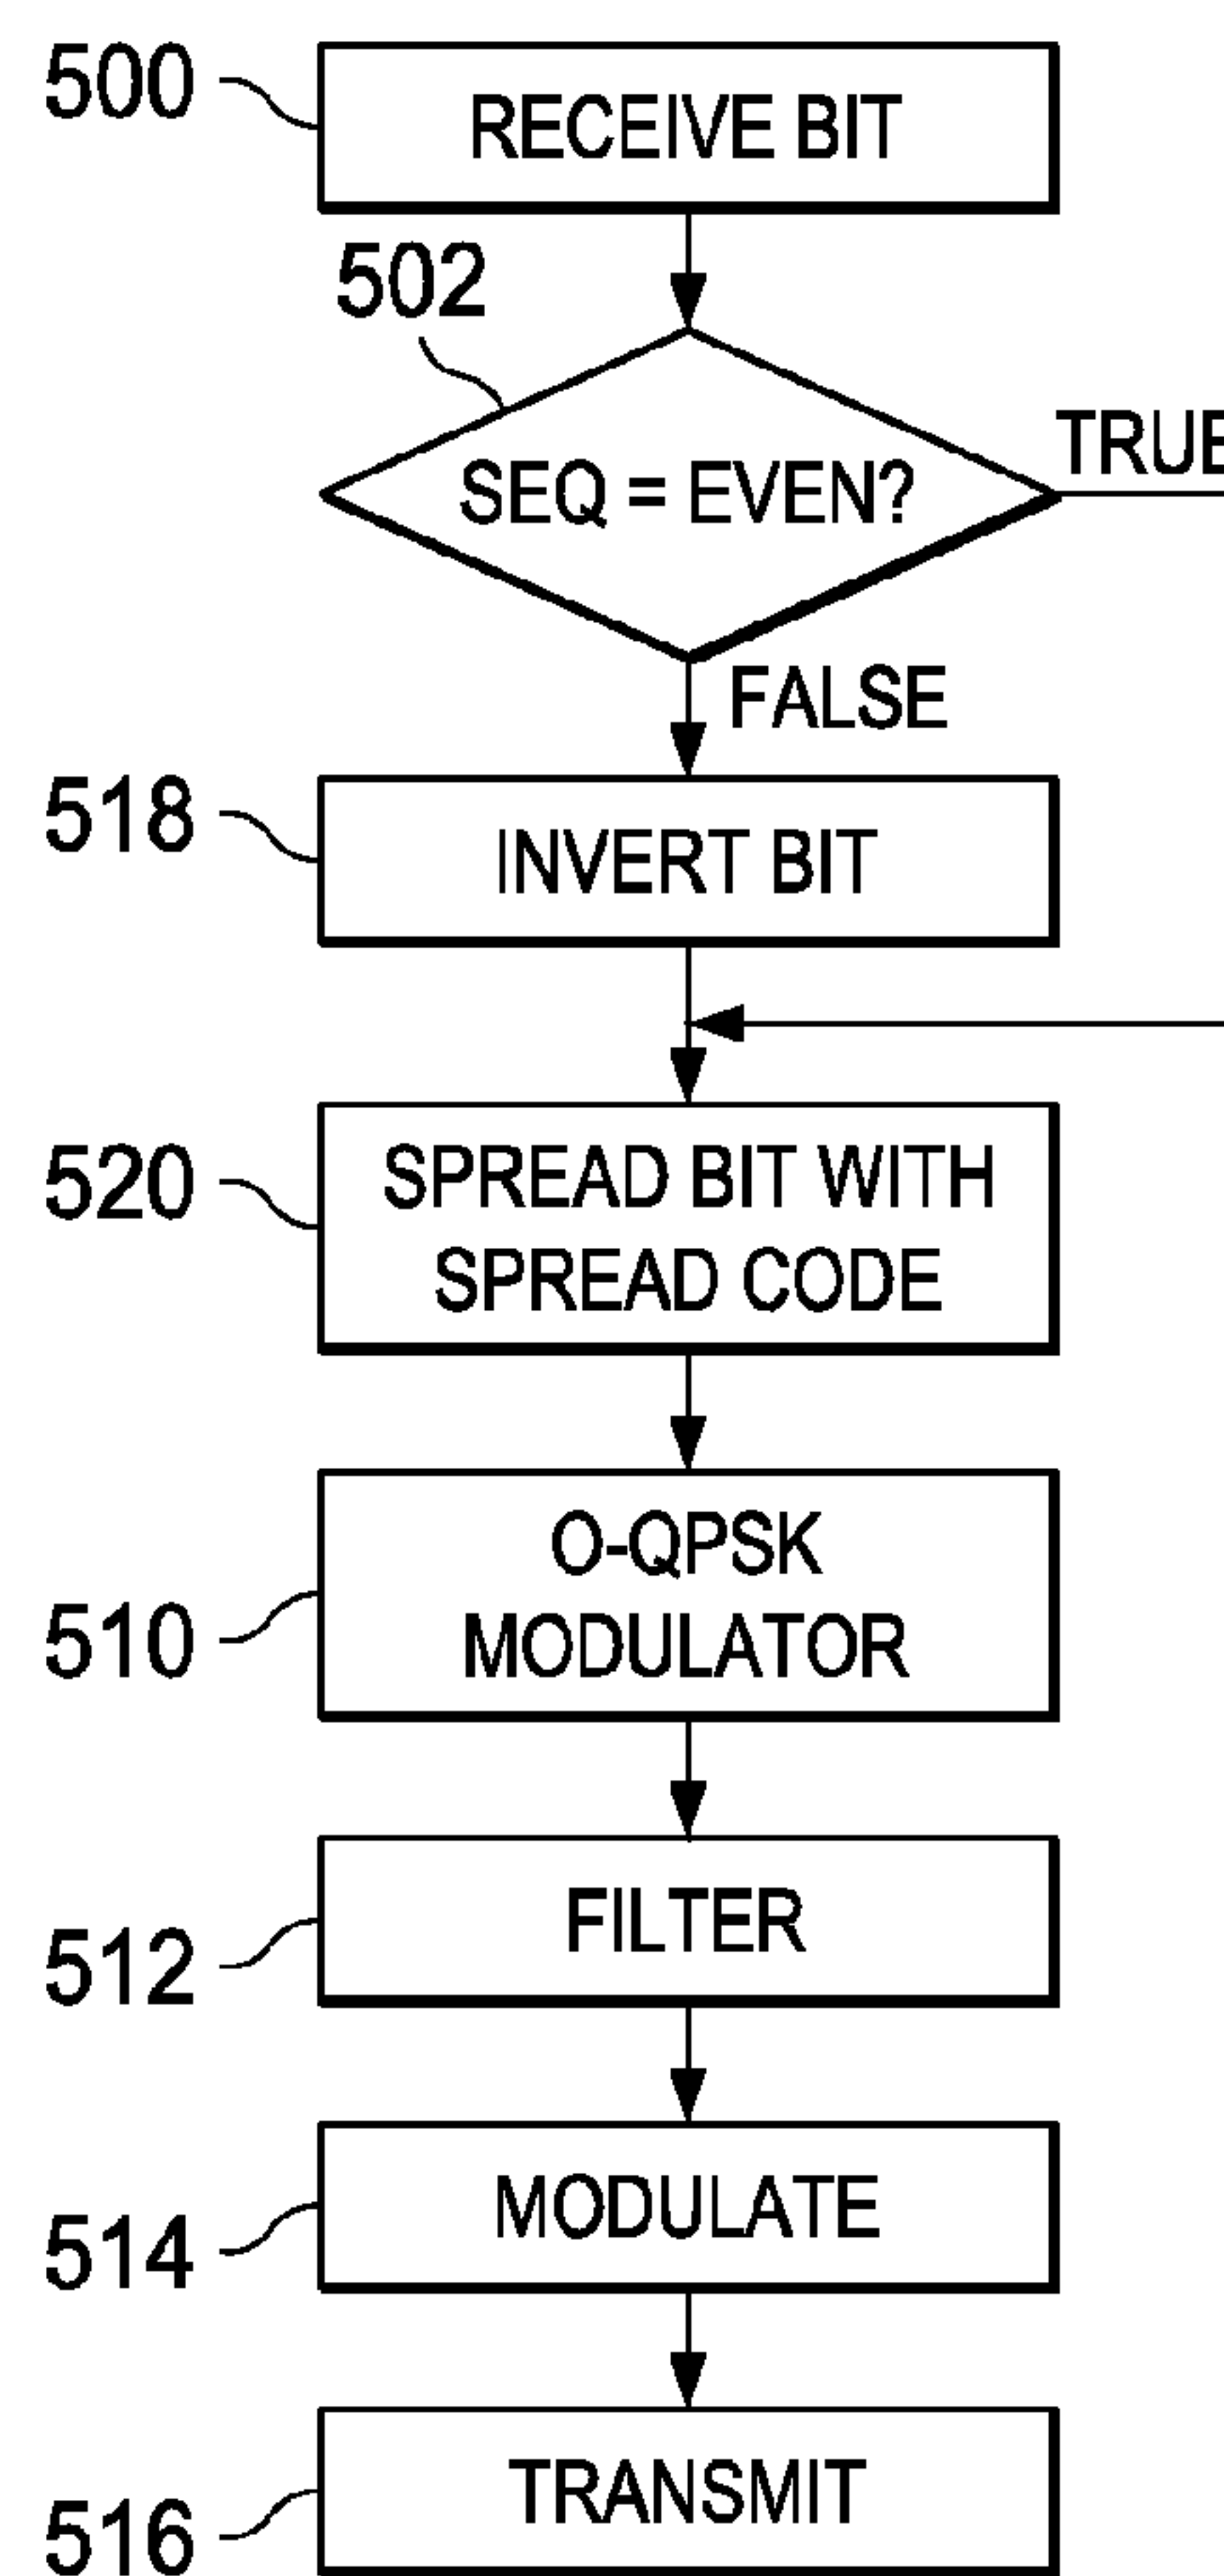 500
RECEIVE BIT
502
SEQ = EVEN?
TRUE
FALSE
518
INVERT BIT
520
SPREAD BIT WITH
SPREAD CODE
510
O-QPSK
MODULATOR
512
FILTER
514
MODULATE
516
TRANSMIT